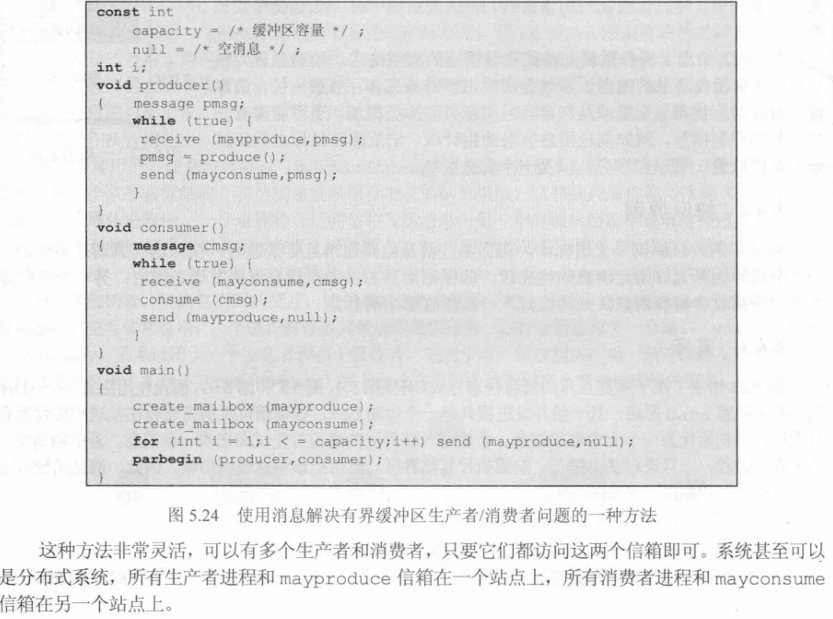 const int
capacity = /* 缓冲区容量 */ ;
null = /* 空消息 */ ;
int i;
void producer()
{ message pmsg;
while (true) {
receive (mayproduce,pmsg);
pmsg = produce();
send (mayconsume,pmsg);
}
}
void consumer()
{ message cmsg;
while (true) {
receive (mayconsume,cmsg);
consume (cmsg);
send (mayproduce,null);
}
}
void main()
{
create_mailbox (mayproduce);
create_mailbox (mayconsume);
for (int i = 1;i < = capacity;i++) send (mayproduce,null);
parbegin (producer,consumer);
}
图 5.24 使用消息解决有界缓冲区生产者/消费者问题的一种方法
这种方法非常灵活，可以有多个生产者和消费者，只要它们都访问这两个信箱即可。系统甚至可以
是分布式系统，所有生产者进程和 mayproduce 信箱在一个站点上，所有消费者进程和 mayconsume
信箱在另一个站点上。